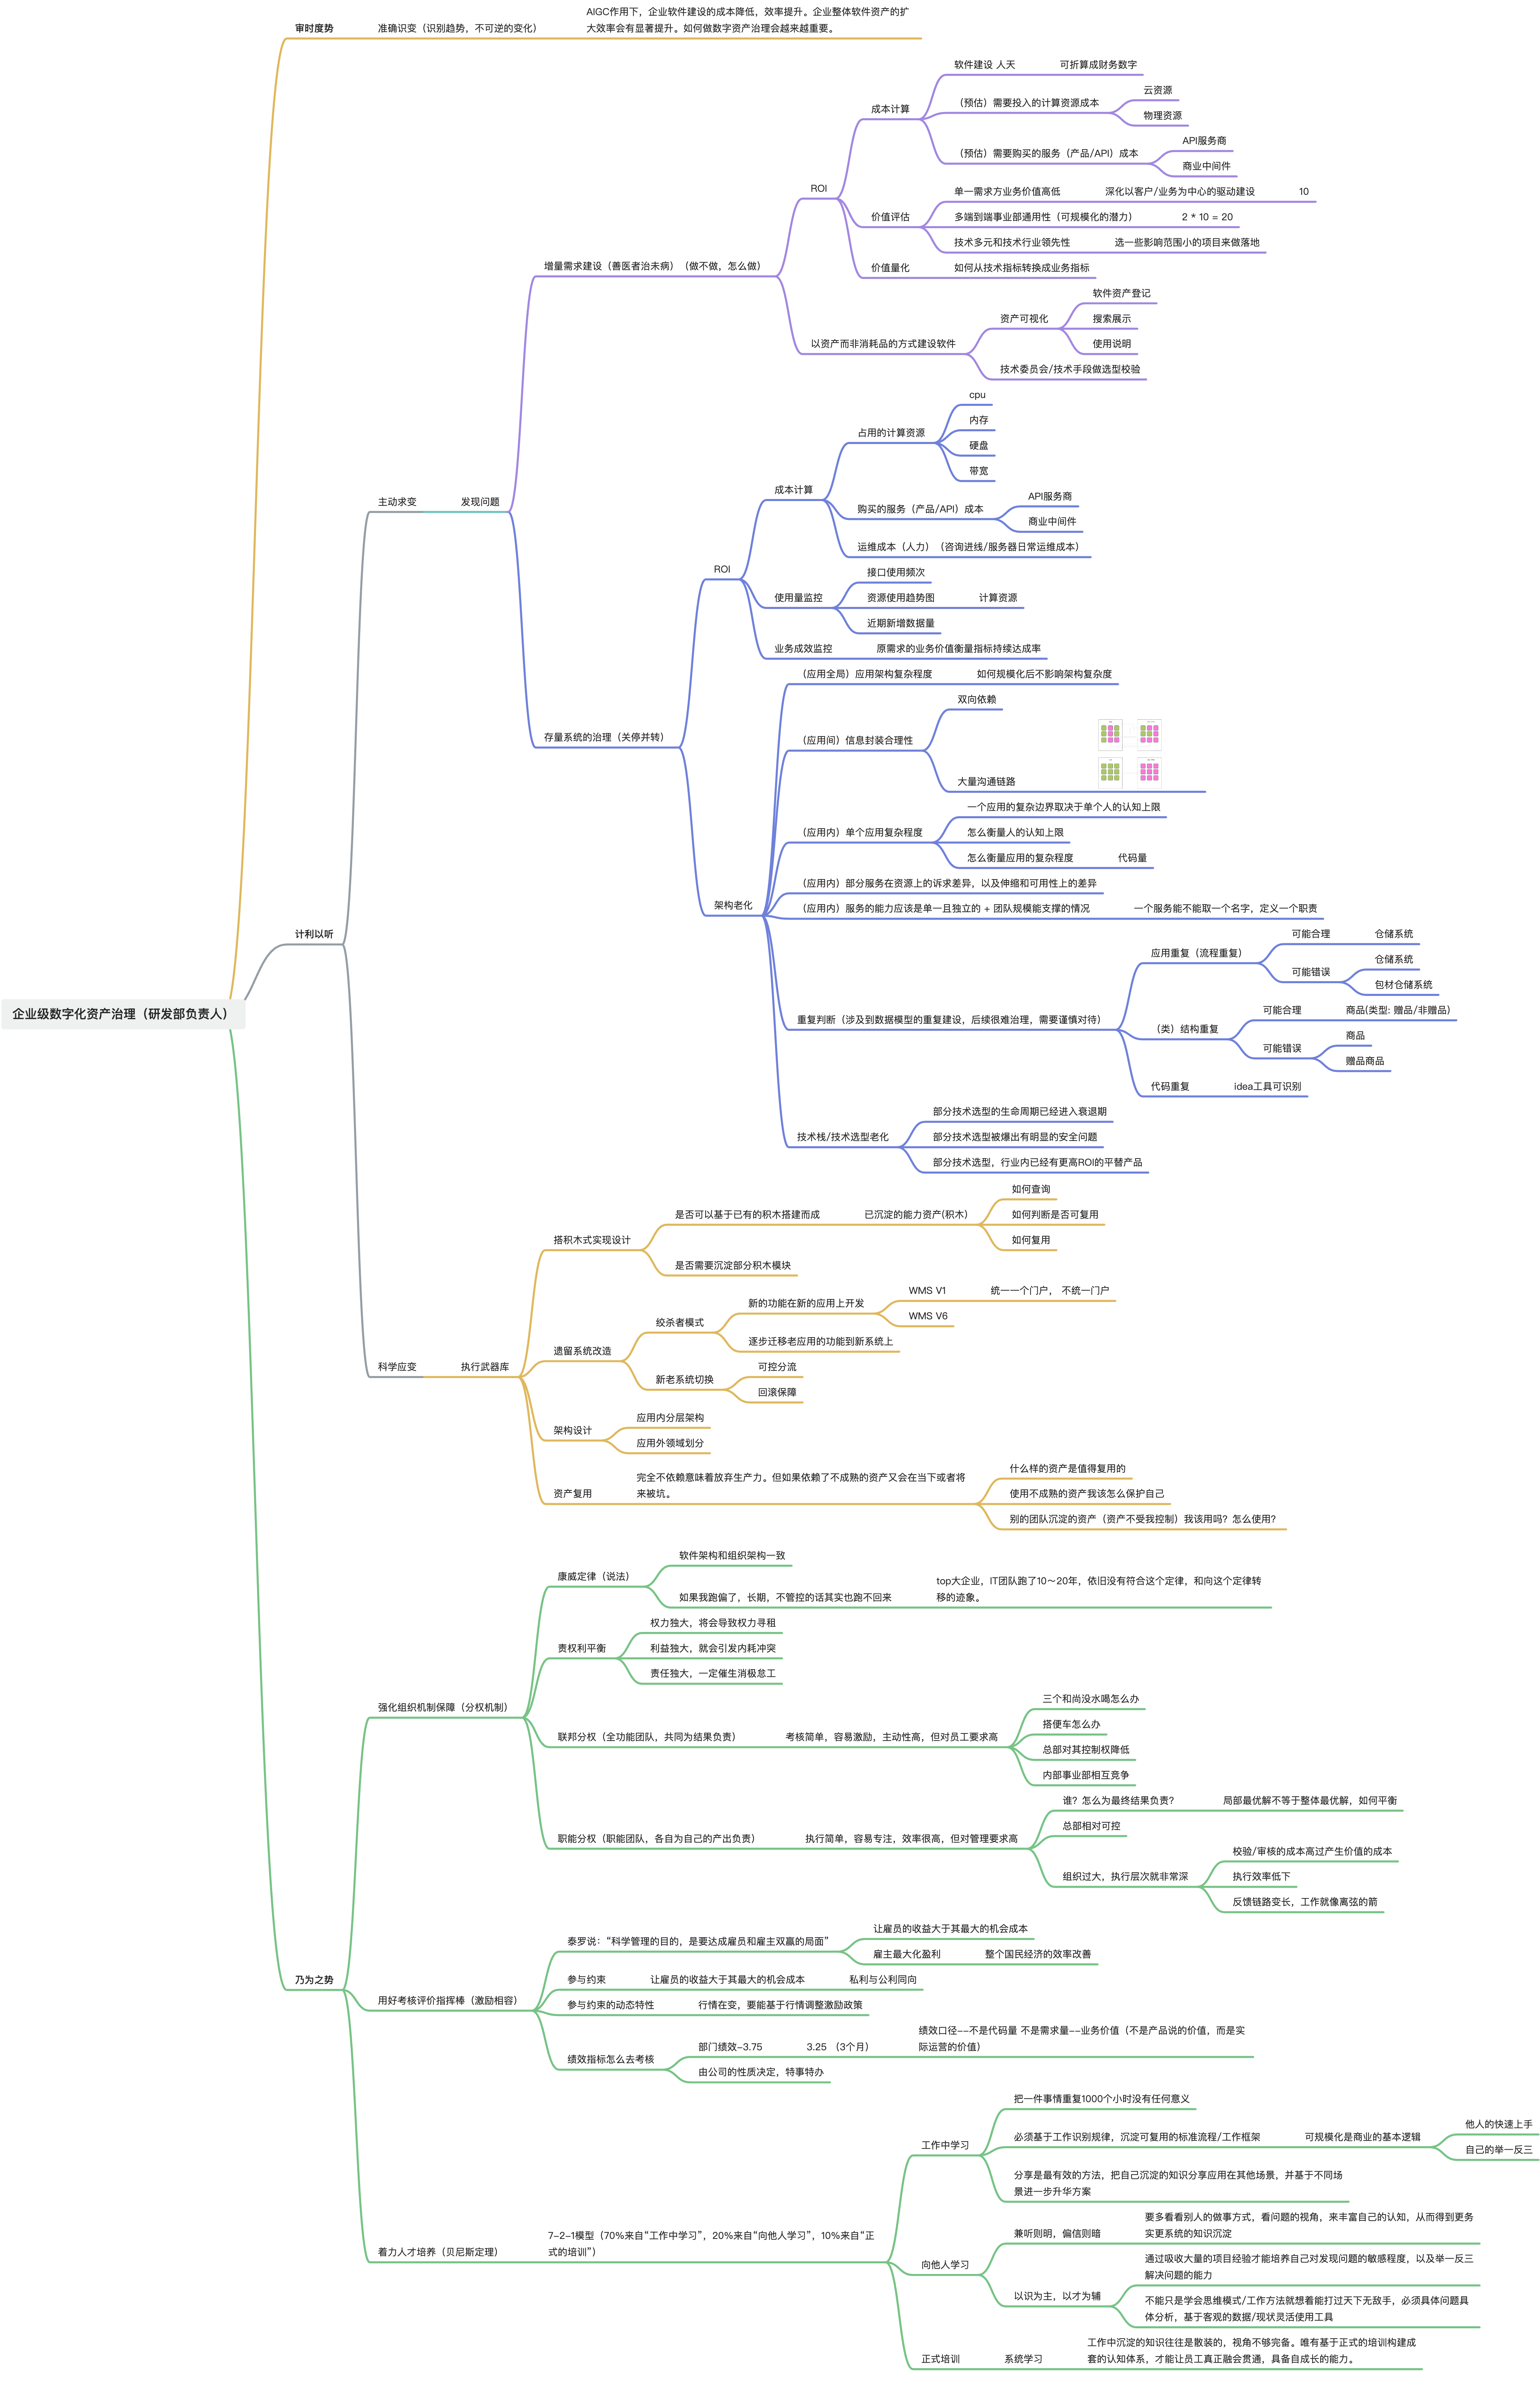 AIGC作用下，企业软件建设的成本降低，效率提升。企业整体软件资产的扩
审时度势
准确识变（识别趋势，不可逆的变化）
大效率会有显著提升。如何做数字资产治理会越来越重要。
软件建设 人天
可折算成财务数字
成本计算
（预估）需要投入的计算资源成本
云资源
物理资源
（预估）需要购买的服务（产品/API）成本
API服务商
商业中间件
ROI
价值评估
单一需求方业务价值高低
深化以客户/业务为中心的驱动建设
10
多端到端事业部通用性（可规模化的潜力）
2 * 10 = 20
技术多元和技术行业领先性
选一些影响范围小的项目来做落地
价值量化
如何从技术指标转换成业务指标
增量需求建设（善医者治未病）（做不做，怎么做）
以资产而非消耗品的方式建设软件
资产可视化
软件资产登记
搜索展示
使用说明
技术委员会/技术手段做选型校验
主动求变
发现问题
存量系统的治理（关停并转）
ROI
成本计算
占用的计算资源
cpu
内存
硬盘
带宽
购买的服务（产品/API）成本
API服务商
商业中间件
运维成本（人力）（咨询进线/服务器日常运维成本）
使用量监控
接口使用频次
资源使用趋势图
计算资源
近期新增数据量
业务成效监控
原需求的业务价值衡量指标持续达成率
架构老化
（应用全局）应用架构复杂程度
如何规模化后不影响架构复杂度
（应用间）信息封装合理性
双向依赖
大量沟通链路
（应用内）单个应用复杂程度
一个应用的复杂边界取决于单个人的认知上限
怎么衡量人的认知上限
怎么衡量应用的复杂程度
代码量
（应用内）部分服务在资源上的诉求差异，以及伸缩和可用性上的差异
（应用内）服务的能力应该是单一且独立的 + 团队规模能支撑的情况
一个服务能不能取一个名字，定义一个职责
重复判断（涉及到数据模型的重复建设，后续很难治理，需要谨慎对待）
应用重复（流程重复）
可能合理
仓储系统
可能错误
仓储系统
包材仓储系统
（类）结构重复
可能合理
商品(类型: 赠品/非赠品)
可能错误
商品
赠品商品
代码重复
idea工具可识别
技术栈/技术选型老化
部分技术选型的生命周期已经进入衰退期
部分技术选型被爆出有明显的安全问题
部分技术选型，行业内已经有更高ROI的平替产品
计利以听
企业级数字化资产治理（研发部负责人）
科学应变
执行武器库
搭积木式实现设计
是否可以基于已有的积木搭建而成
已沉淀的能力资产(积木)
如何查询
如何判断是否可复用
如何复用
是否需要沉淀部分积木模块
遗留系统改造
绞杀者模式
新的功能在新的应用上开发
WMS V1
统一一个门户， 不统一门户
WMS V6
逐步迁移老应用的功能到新系统上
新老系统切换
可控分流
回滚保障
架构设计
应用内分层架构
应用外领域划分
资产复用
完全不依赖意味着放弃生产力。但如果依赖了不成熟的资产又会在当下或者将
来被坑。
什么样的资产是值得复用的
使用不成熟的资产我该怎么保护自己
别的团队沉淀的资产（资产不受我控制）我该用吗？怎么使用？
乃为之势
强化组织机制保障（分权机制）
康威定律（说法）
软件架构和组织架构一致
如果我跑偏了，长期，不管控的话其实也跑不回来
top大企业，IT团队跑了10～20年，依旧没有符合这个定律，和向这个定律转
移的迹象。
责权利平衡
权力独大，将会导致权力寻租
利益独大，就会引发内耗冲突
责任独大，一定催生消极怠工
联邦分权（全功能团队，共同为结果负责）
考核简单，容易激励，主动性高，但对员工要求高
三个和尚没水喝怎么办
搭便车怎么办
总部对其控制权降低
内部事业部相互竞争
职能分权（职能团队，各自为自己的产出负责）
执行简单，容易专注，效率很高，但对管理要求高
谁？怎么为最终结果负责？
局部最优解不等于整体最优解，如何平衡
总部相对可控
组织过大，执行层次就非常深
校验/审核的成本高过产生价值的成本
执行效率低下
反馈链路变长，工作就像离弦的箭
用好考核评价指挥棒（激励相容）
泰罗说：“科学管理的目的，是要达成雇员和雇主双赢的局面”
让雇员的收益大于其最大的机会成本
雇主最大化盈利
整个国民经济的效率改善
参与约束
让雇员的收益大于其最大的机会成本
私利与公利同向
参与约束的动态特性
行情在变，要能基于行情调整激励政策
绩效指标怎么去考核
部门绩效-3.75
3.25 （3个月）
绩效口径--不是代码量 不是需求量--业务价值（不是产品说的价值，而是实
际运营的价值）
由公司的性质决定，特事特办
着力人才培养（贝尼斯定理）
7-2-1模型（70%来自“工作中学习”，20%来自“向他人学习”，10%来自“正
式的培训”）
工作中学习
把一件事情重复1000个小时没有任何意义
必须基于工作识别规律，沉淀可复用的标准流程/工作框架
可规模化是商业的基本逻辑
他人的快速上手
自己的举一反三
分享是最有效的方法，把自己沉淀的知识分享应用在其他场景，并基于不同场
景进一步升华方案
向他人学习
兼听则明，偏信则暗
要多看看别人的做事方式，看问题的视角，来丰富自己的认知，从而得到更务
实更系统的知识沉淀
以识为主，以才为辅
通过吸收大量的项目经验才能培养自己对发现问题的敏感程度，以及举一反三
解决问题的能力
不能只是学会思维模式/工作方法就想着能打过天下无敌手，必须具体问题具
体分析，基于客观的数据/现状灵活使用工具
正式培训
系统学习
工作中沉淀的知识往往是散装的，视角不够完备。唯有基于正式的培训构建成
套的认知体系，才能让员工真正融会贯通，具备自成长的能力。